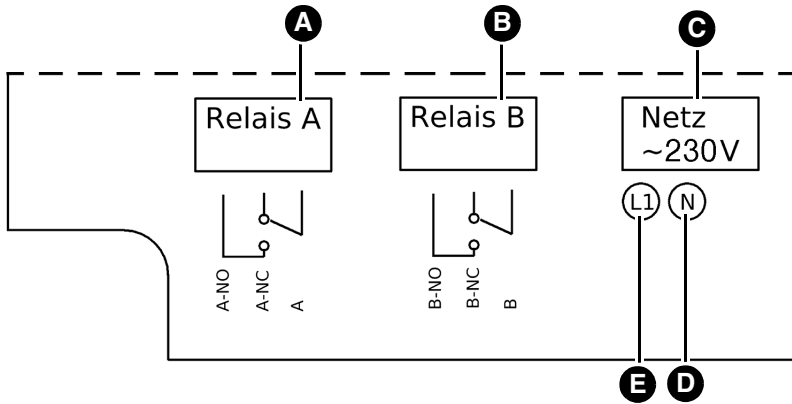 A
B
C
Relais A
Relais B
Netz
~230V
L1
N
A-NO
A-NC
A
B-NO
B-NC
B
E
D